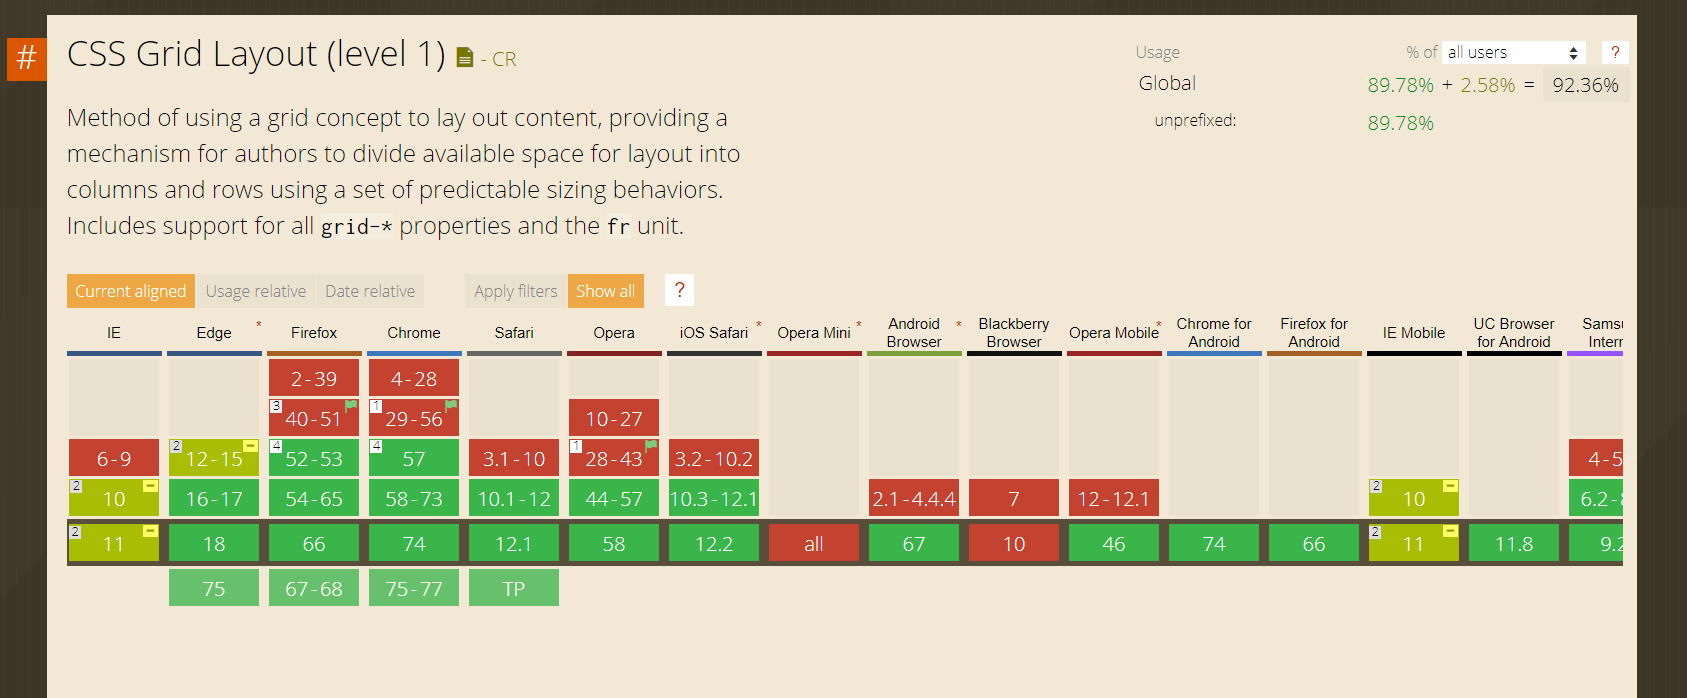 #
CSS Grid Layout (level 1) - CR
Usage % of all users ?
Global 89.78% + 2.58% = 92.36%
unprefixed: 89.78%
Method of using a grid concept to lay out content, providing a
mechanism for authors to divide available space for layout into
columns and rows using a set of predictable sizing behaviors.
Includes support for all grid-* properties and the fr unit.
Current aligned Usage relative Date relative Apply filters Show all ?
IE Edge * Firefox Chrome Safari Opera iOS Safari * Opera Mini * Android Browser * Blackberry Browser Opera Mobile * Chrome for Android Firefox for Android IE Mobile UC Browser for Android Samsu Intern
2-39 4-28
3 40-51 1 29-56 10-27
6-9 2 12-15 4 52-53 4 57 3.1-10 1 28-43 3.2-10.2 4-5
2 10 16-17 54-65 58-73 10.1-12 44-57 10.3-12.1 2.1-4.4.4 7 12-12.1 2 10 6.2-8
2 11 18 66 74 12.1 58 12.2 all 67 10 46 74 66 2 11 11.8 9.2
75 67-68 75-77 TP